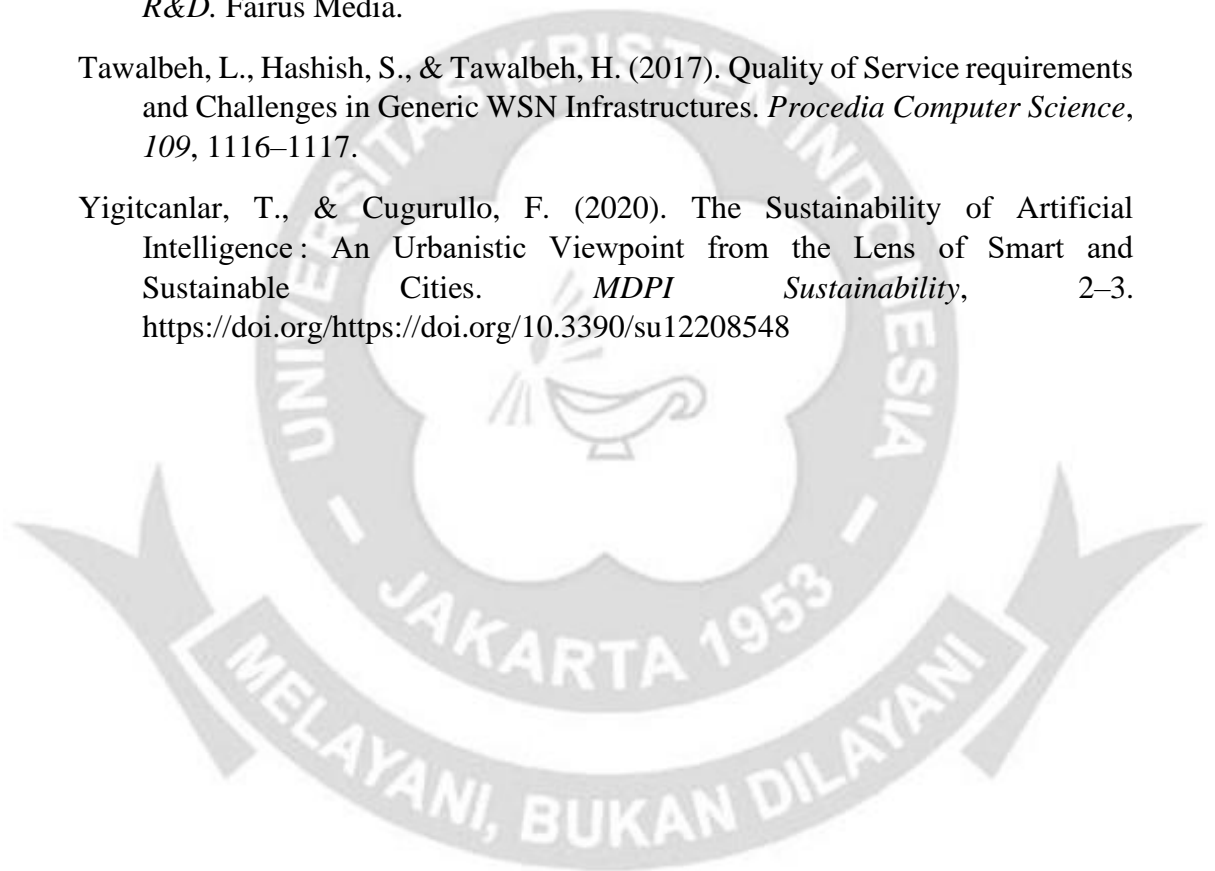 R&D. Fairus Media.
Tawalbeh, L., Hashish, S., & Tawalbeh, H. (2017). Quality of Service requirements
and Challenges in Generic WSN Infrastructures. Procedia Computer Science,
109, 1116–1117.
Yigitcanlar, T., & Cugurullo, F. (2020). The Sustainability of Artificial
Intelligence : An Urbanistic Viewpoint from the Lens of Smart and
Sustainable Cities. MDPI Sustainability, 2–3.
https://doi.org/https://doi.org/10.3390/su12208548
UNIVERSITAS KRISTEN INDONESIA
JAKARTA 1953
MELAYANI, BUKAN DILAYANI